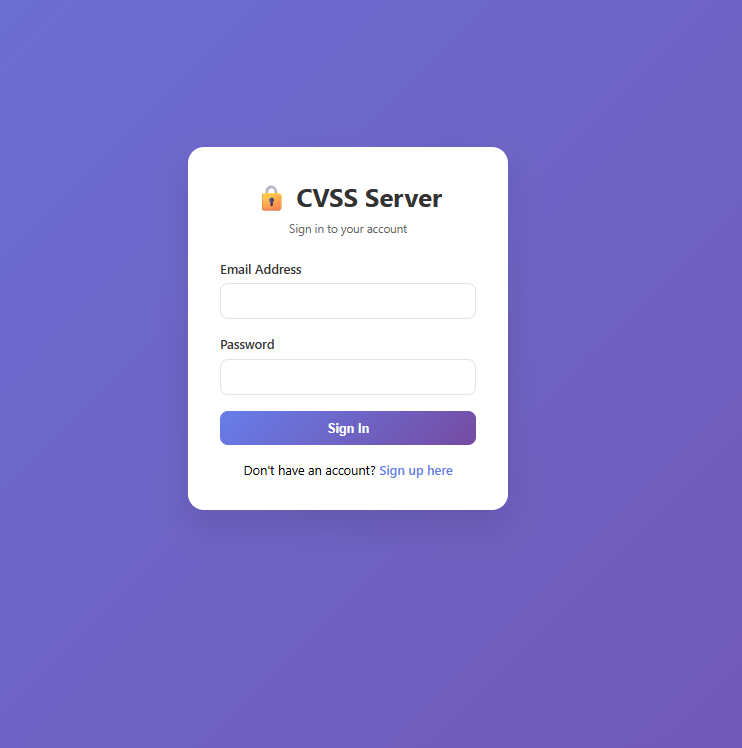 🔒 CVSS Server
Sign in to your account
Email Address
Password
Sign In
Don't have an account? Sign up here